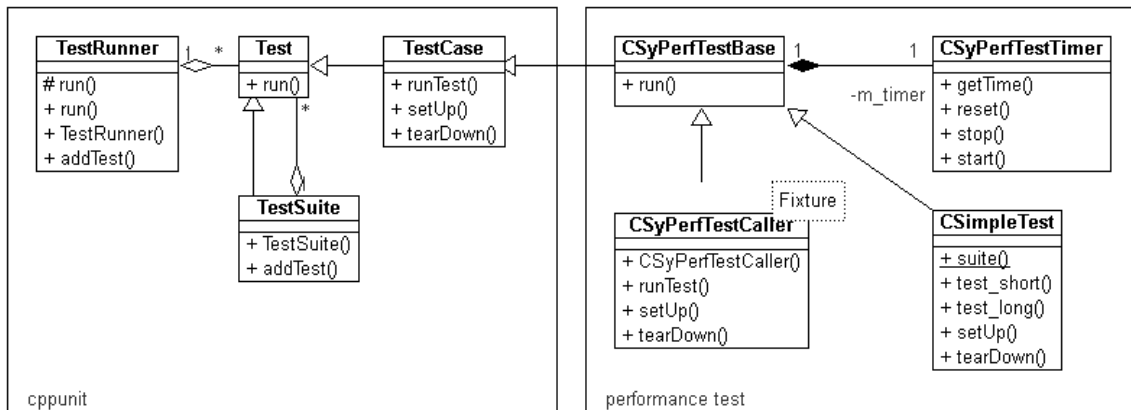 TestRunner
# run()
+ run()
+ TestRunner()
+ addTest()
1
*
Test
+ run()
*
1
TestSuite
+ TestSuite()
+ addTest()
TestCase
+ runTest()
+ setUp()
+ tearDown()
cppunit
CSyPerfTestBase
+ run()
1
1
-m_timer
CSyPerfTestTimer
+ getTime()
+ reset()
+ stop()
+ start()
Fixture
CSyPerfTestCaller
+ CSyPerfTestCaller()
+ runTest()
+ setUp()
+ tearDown()
CSimpleTest
+ suite()
+ test_short()
+ test_long()
+ setUp()
+ tearDown()
performance test